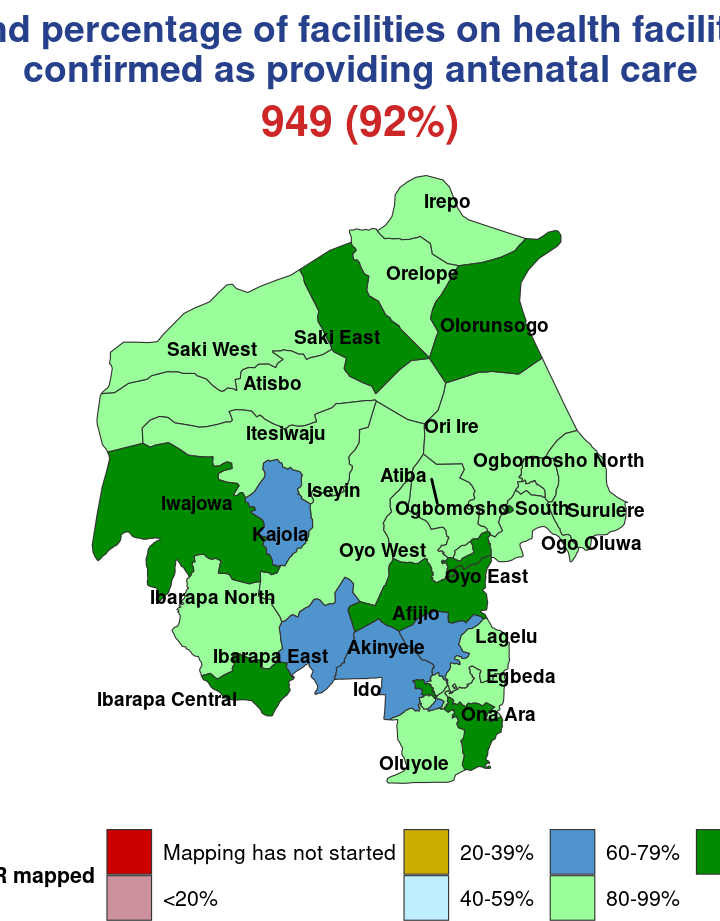 nd percentage of facilities on health facilit
confirmed as providing antenatal care
949 (92%)
Irepo
Orelope
Olorunsogo
Saki East
Saki West
Atisbo
Ori Ire
Itesiwaju
Ogbomosho North
Atiba
Iseyin
Iwajowa
Ogbomosho South
Surulere
Kajola
Ogo Oluwa
Oyo West
Oyo East
Ibarapa North
Afijio
Lagelu
Akinyele
Ibarapa East
Egbeda
Ido
Ibarapa Central
Ona Ara
Oluyole
R mapped
Mapping has not started
20-39%
60-79%
<20%
40-59%
80-99%